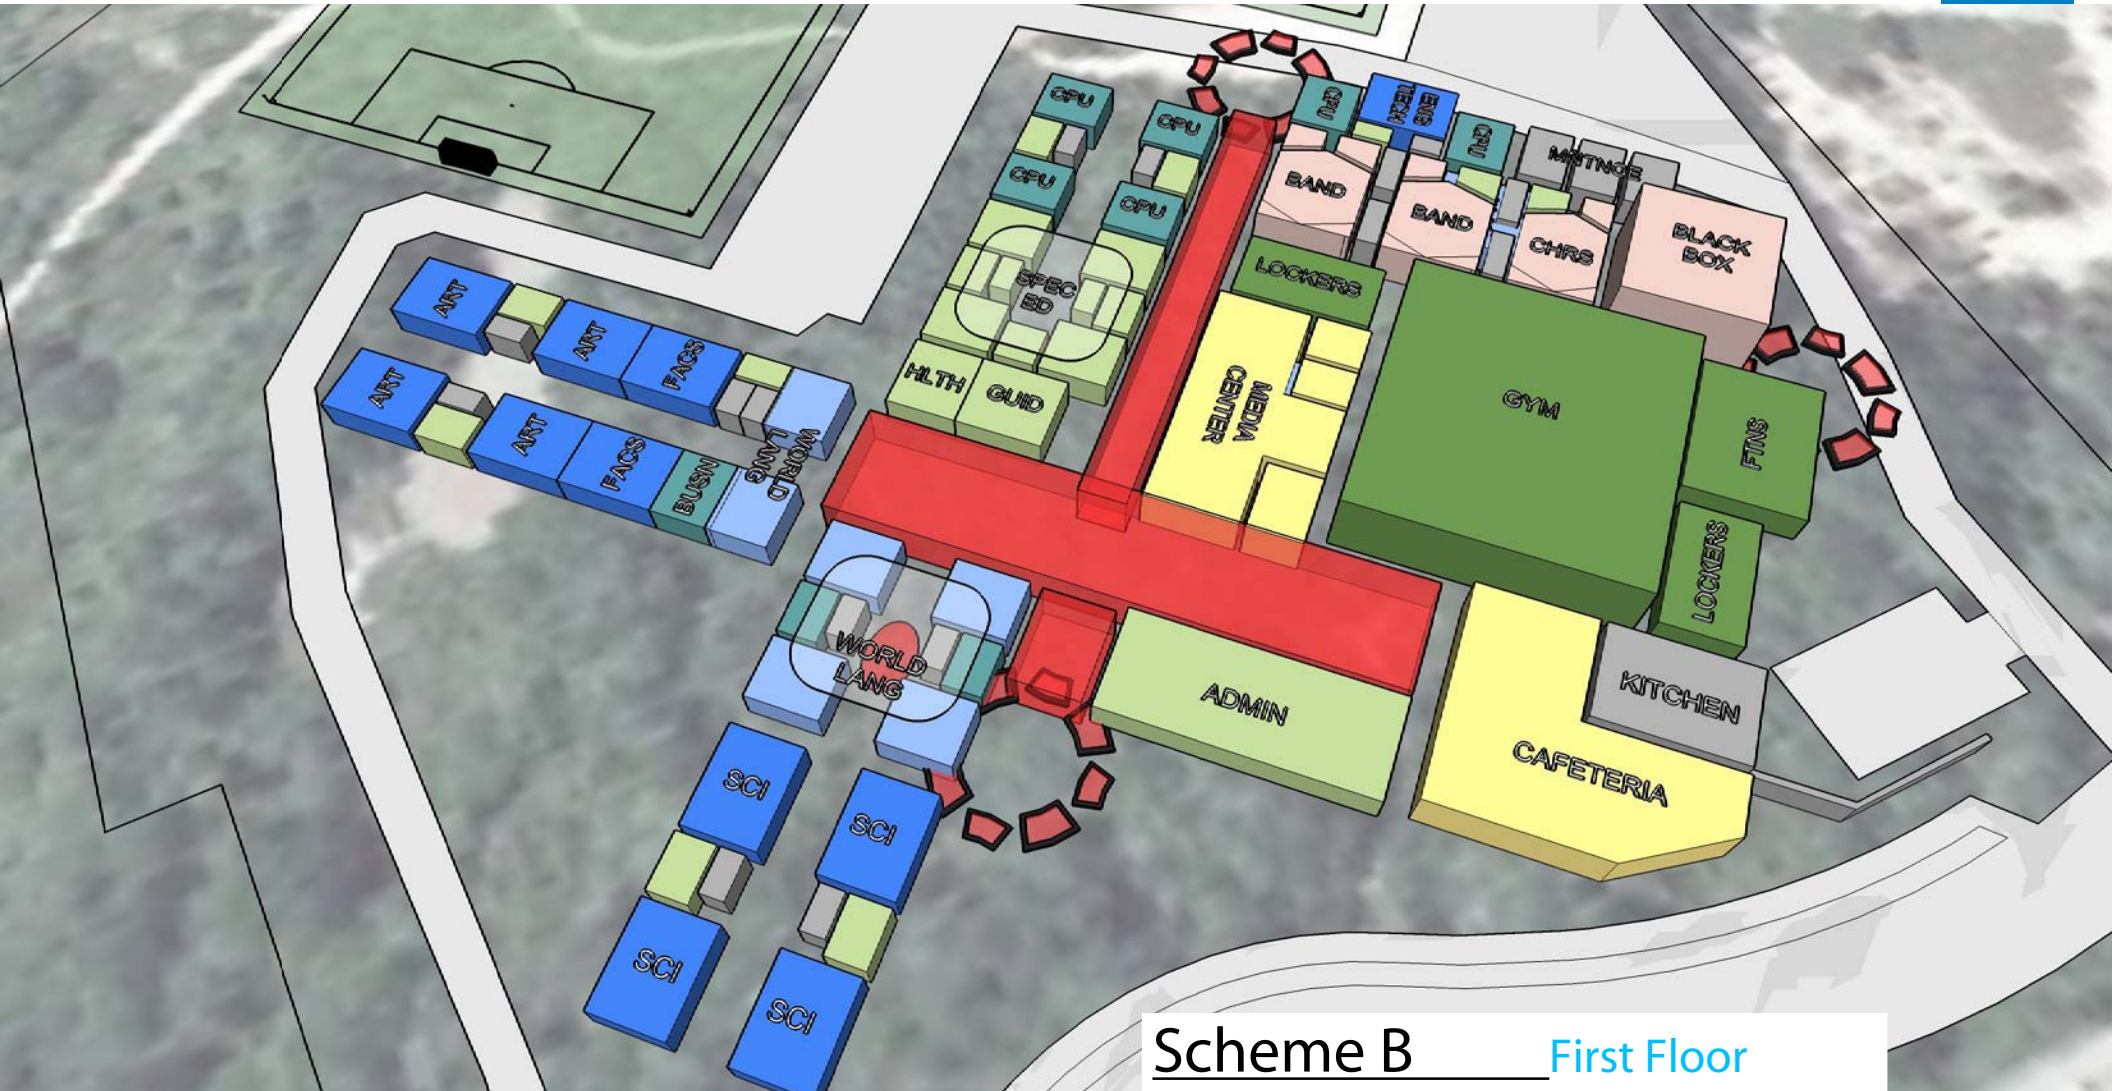 CPU
CPU
CPU
CPU
SPEC
ED
HLTH
GUID
CPU
ENG
TECH
CPU
MNTNCE
BAND
BAND
CHRS
BLACK
BOX
LOCKERS
MEDIA
CENTER
GYM
FTNS
LOCKERS
ART
ART
FACS
ART
ART
FACS
BUSN
WORLD
LANG
WORLD
LANG
ADMIN
KITCHEN
CAFETERIA
SCI
SCI
SCI
SCI
Scheme B First Floor